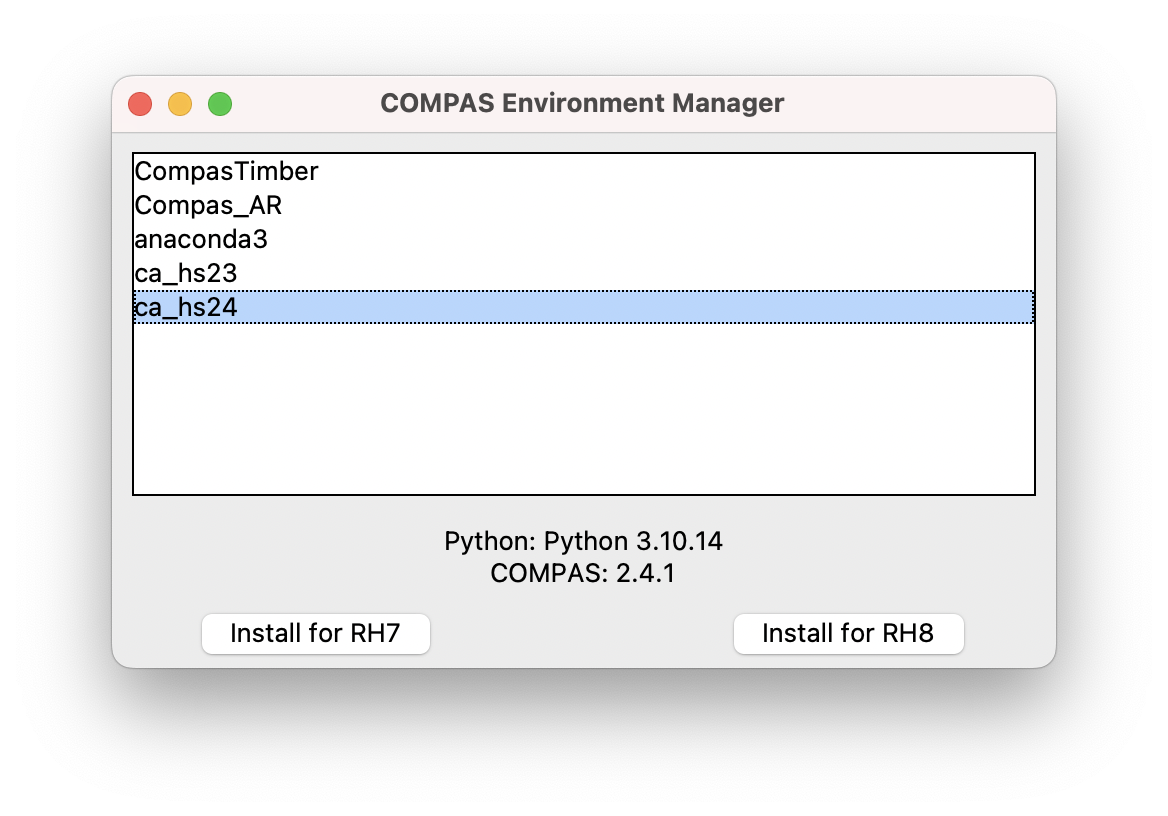 COMPAS Environment Manager
CompasTimber
Compas_AR
anaconda3
ca_hs23
ca_hs24
Python: Python 3.10.14
COMPAS: 2.4.1
Install for RH7
Install for RH8